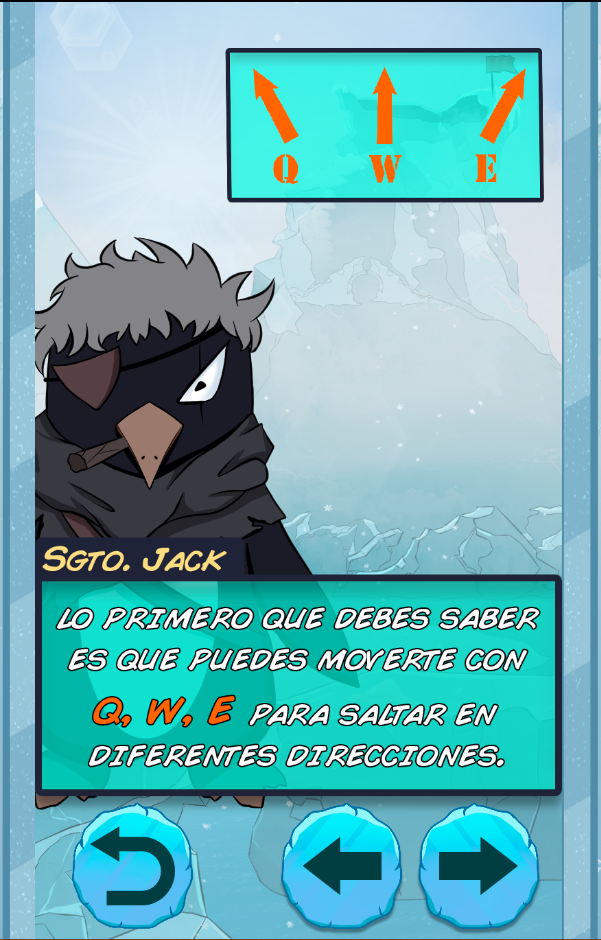 Q W E
SGTO. JACK
LO PRIMERO QUE DEBES SABER
ES QUE PUEDES MOVERTE CON
Q, W, E PARA SALTAR EN
DIFERENTES DIRECCIONES.